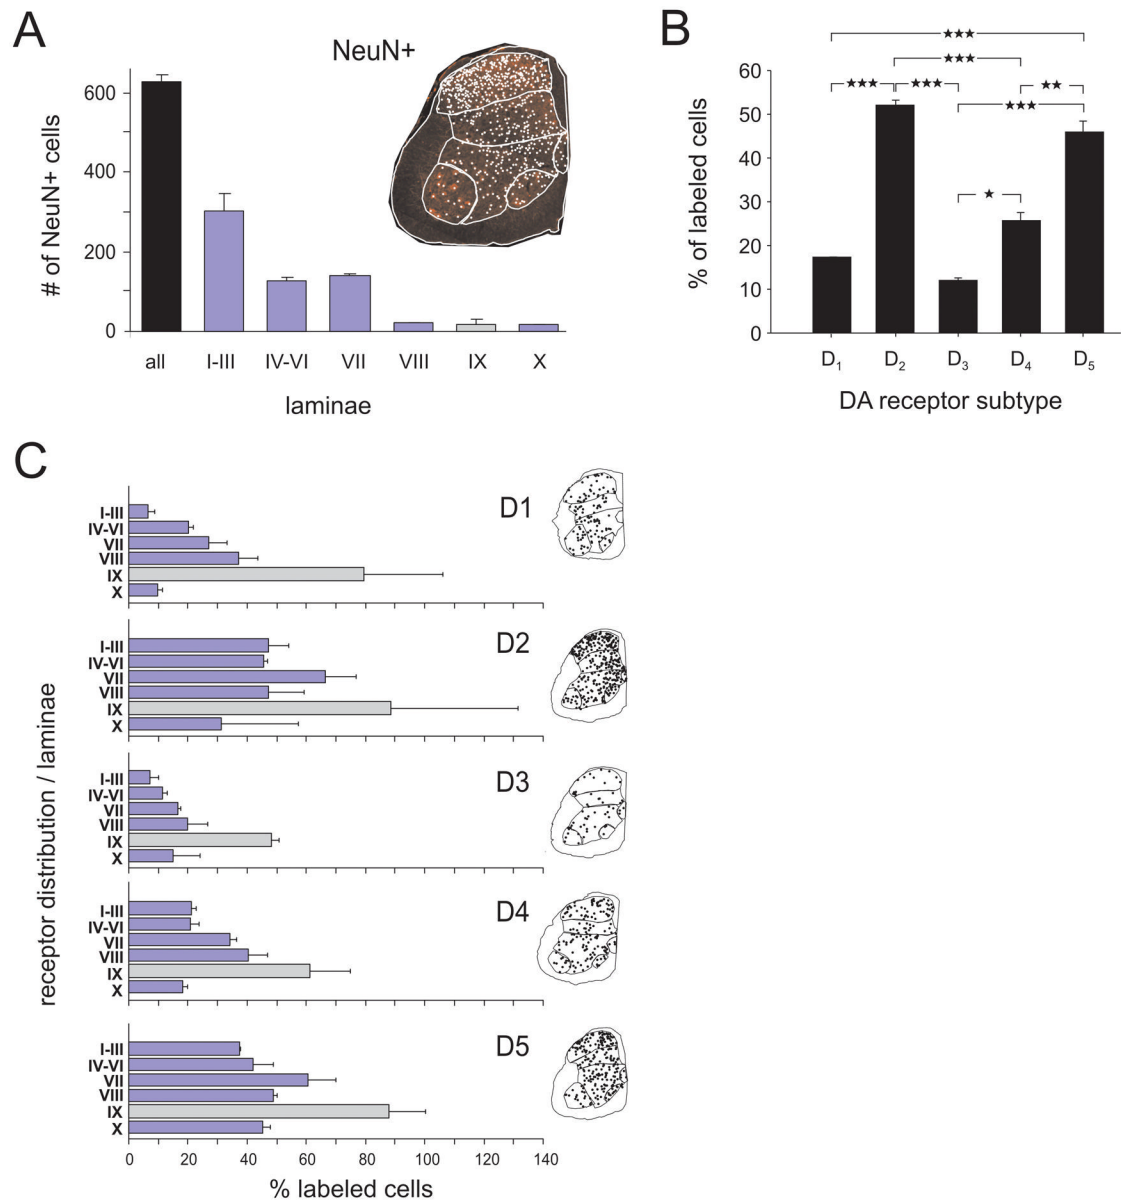 A
NeuN+
# of NeuN+ cells
600
400
200
0
all I-III IV-VI VII VIII IX X
laminae
B
★★★
★★★
★★★ ★★★ ★★
★★★
★
% of labeled cells
60
50
40
30
20
10
0
D₁ D₂ D₃ D₄ D₅
DA receptor subtype
C
receptor distribution / laminae
D1
I-III
IV-VI
VII
VIII
IX
X
D2
I-III
IV-VI
VII
VIII
IX
X
D3
I-III
IV-VI
VII
VIII
IX
X
D4
I-III
IV-VI
VII
VIII
IX
X
D5
I-III
IV-VI
VII
VIII
IX
X
0 20 40 60 80 100 120 140
% labeled cells